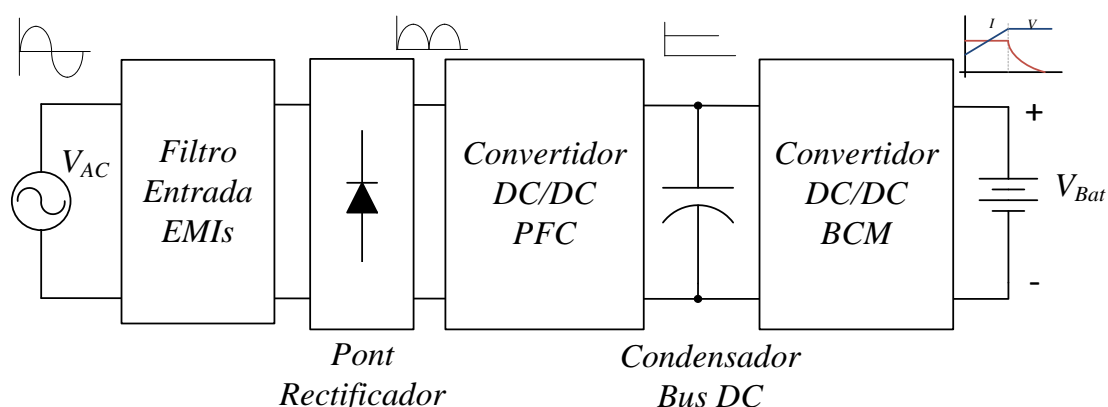 I V
V_AC
Filtro
Entrada
EMIs
Convertidor
DC/DC
PFC
Convertidor
DC/DC
BCM
+
V_Bat
-
Pont
Rectificador
Condensador
Bus DC